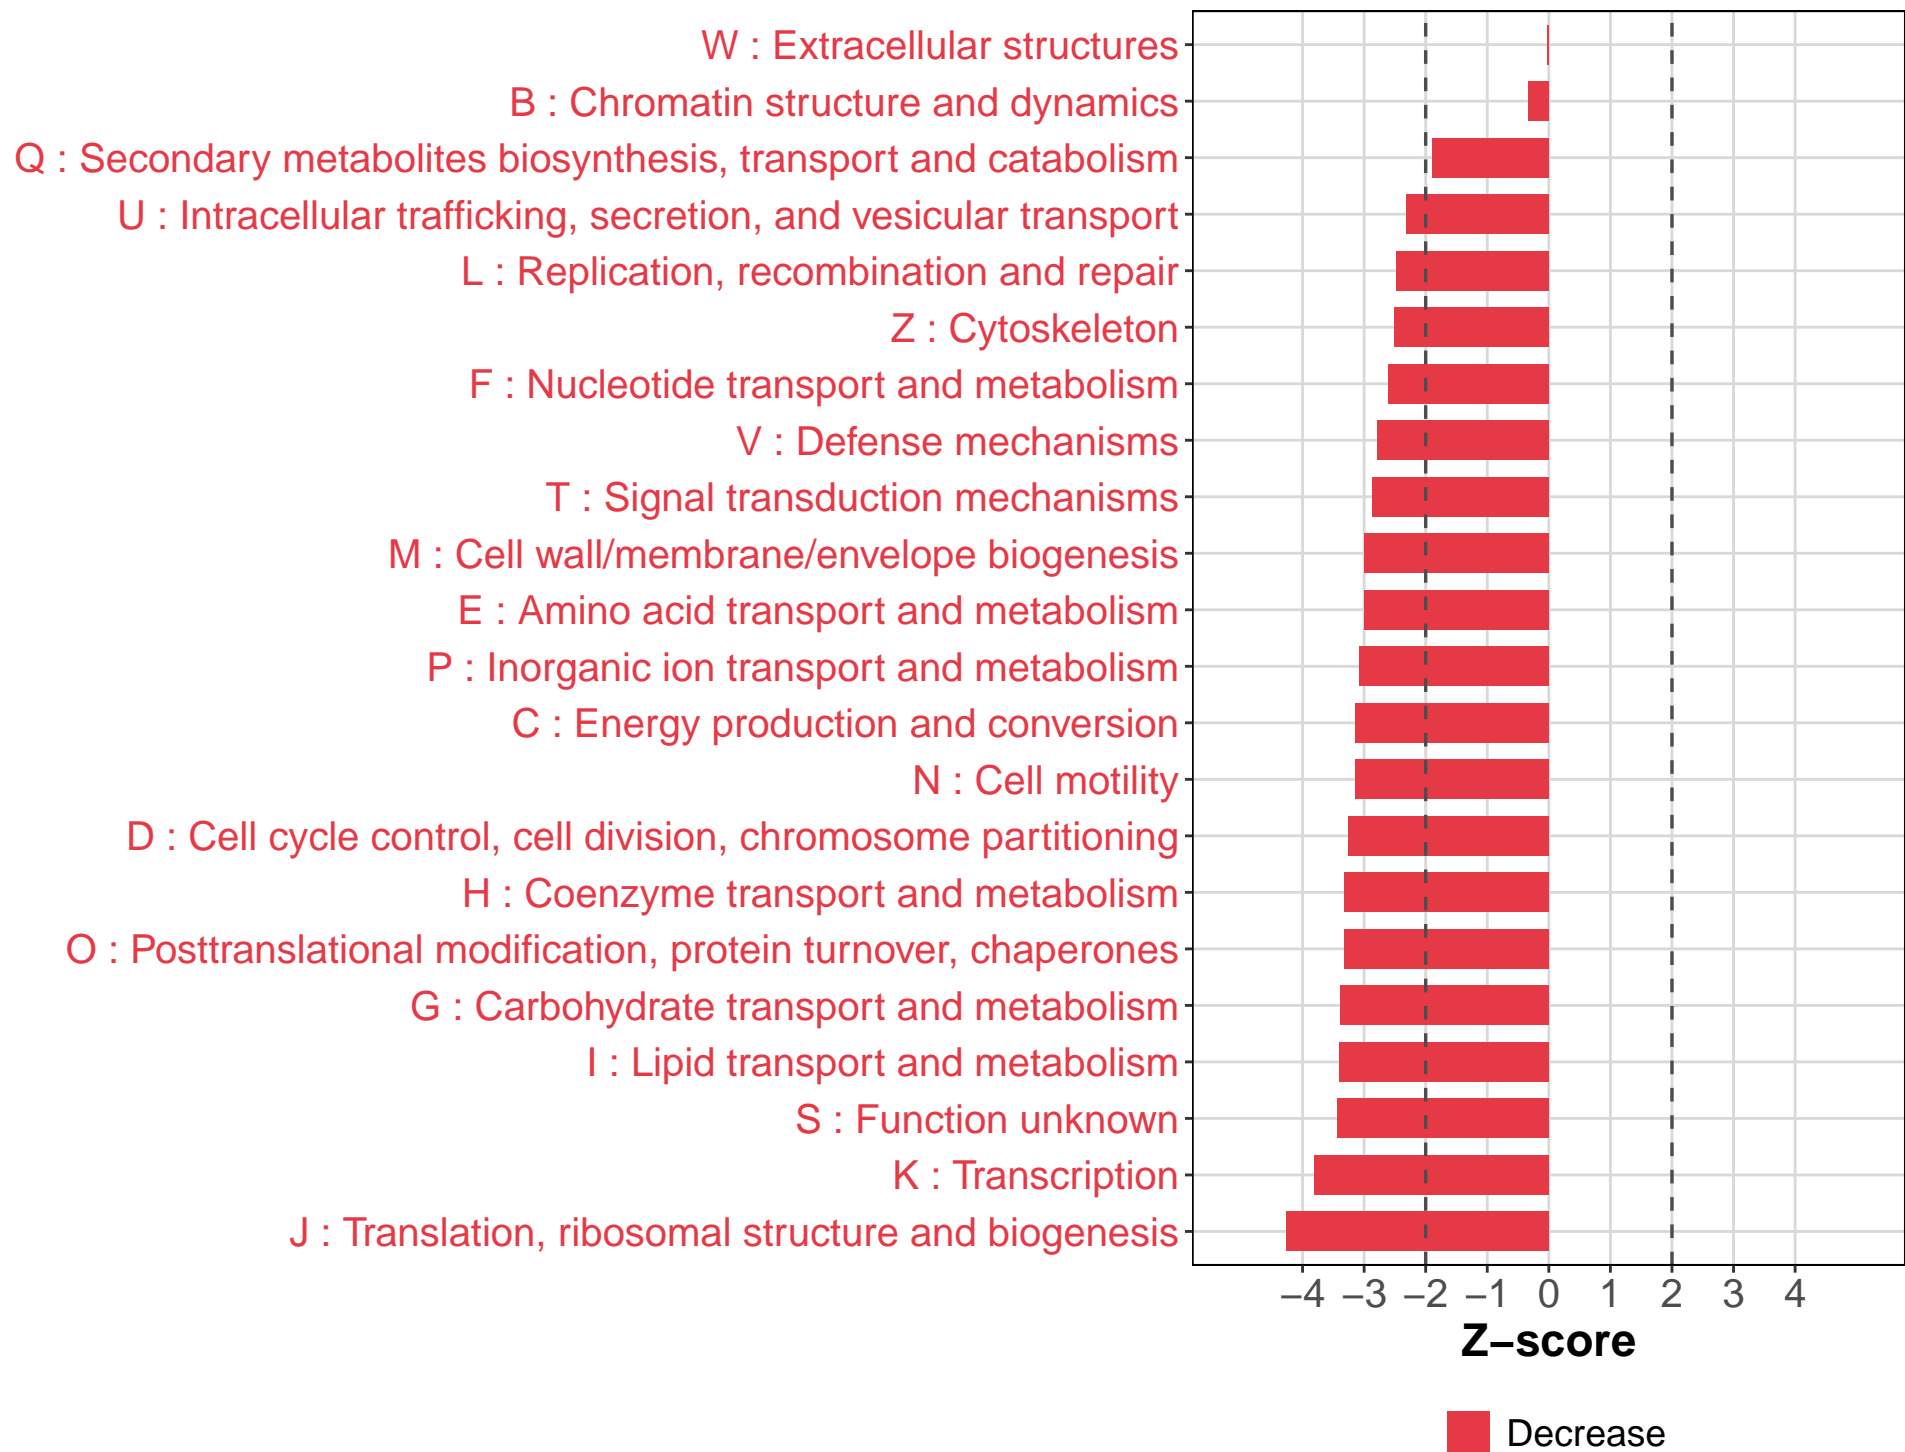 W : Extracellular structures
B : Chromatin structure and dynamics
Q : Secondary metabolites biosynthesis, transport and catabolism
U : Intracellular trafficking, secretion, and vesicular transport
L : Replication, recombination and repair
Z : Cytoskeleton
F : Nucleotide transport and metabolism
V : Defense mechanisms
T : Signal transduction mechanisms
M : Cell wall/membrane/envelope biogenesis
E : Amino acid transport and metabolism
P : Inorganic ion transport and metabolism
C : Energy production and conversion
N : Cell motility
D : Cell cycle control, cell division, chromosome partitioning
H : Coenzyme transport and metabolism
O : Posttranslational modification, protein turnover, chaperones
G : Carbohydrate transport and metabolism
I : Lipid transport and metabolism
S : Function unknown
K : Transcription
J : Translation, ribosomal structure and biogenesis
−4 −3 −2 −1 0 1 2 3 4
Z−score
Decrease